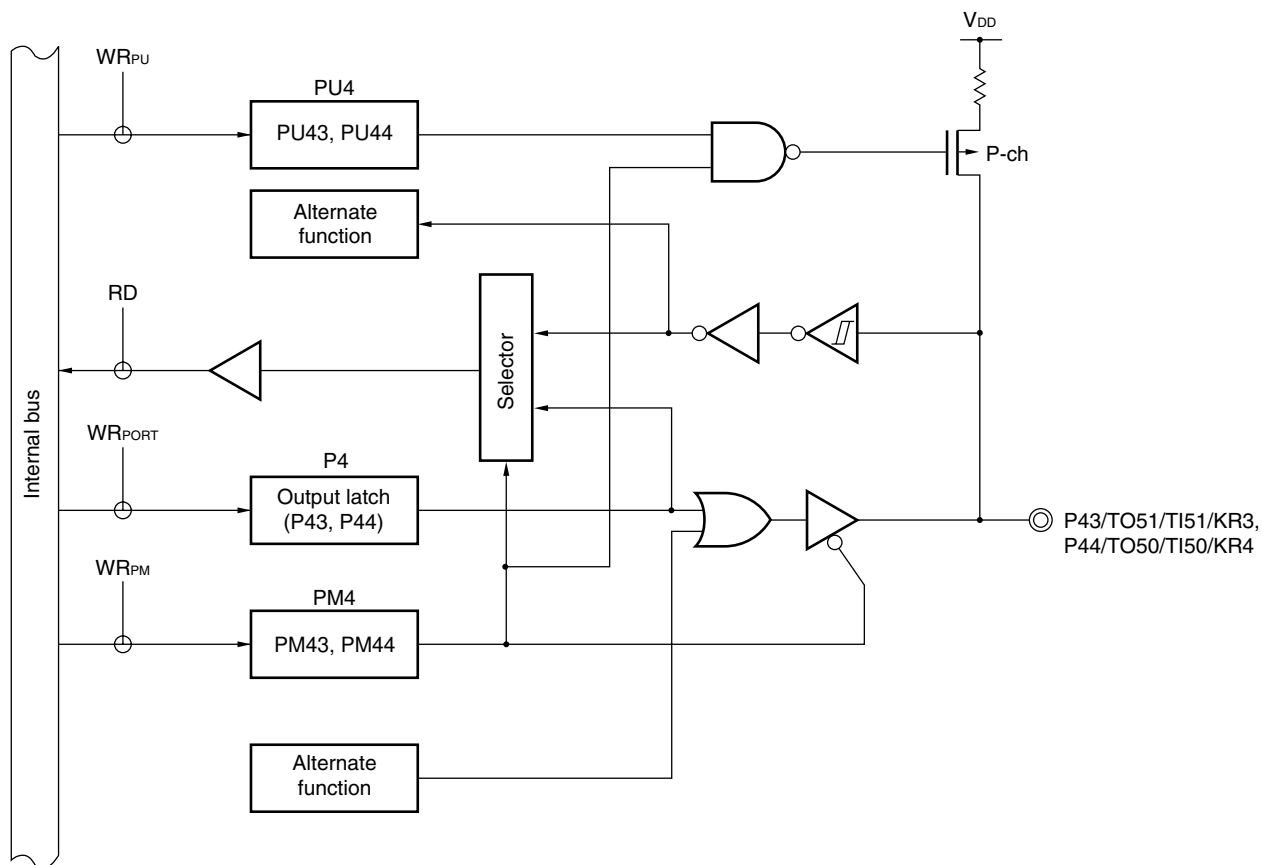 VDD
WRPU
PU4
PU43, PU44
P-ch
Alternate
function
RD
Selector
Internal bus
WRPORT
P4
Output latch
(P43, P44)
P43/TO51/TI51/KR3,
P44/TO50/TI50/KR4
WRPM
PM4
PM43, PM44
Alternate
function